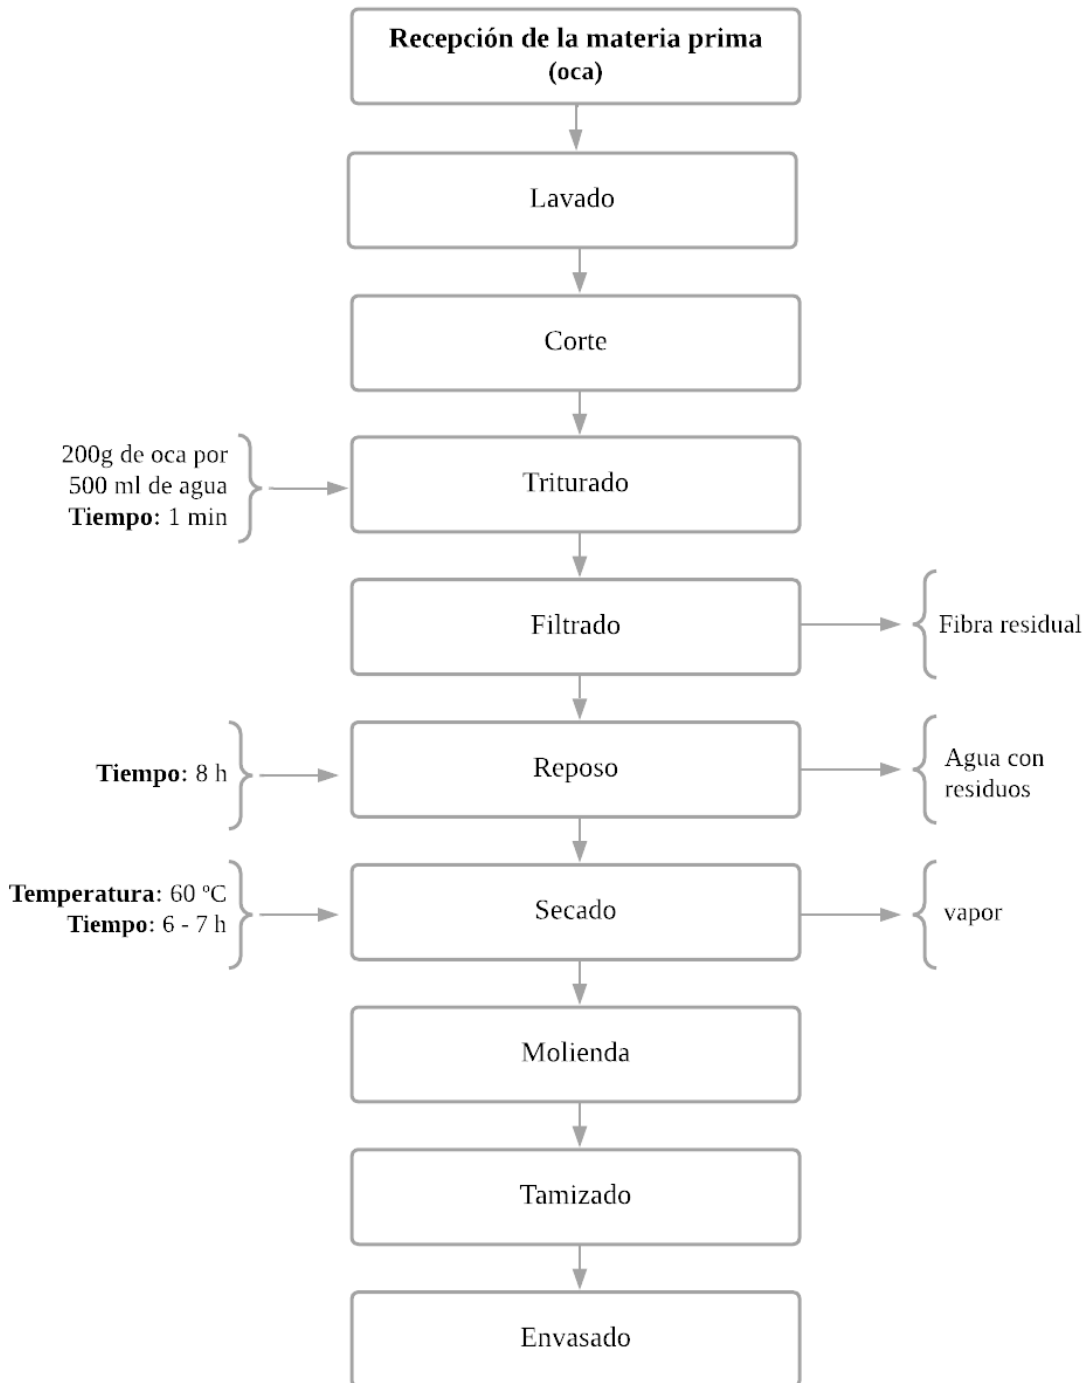 Recepción de la materia prima
(oca)
Lavado
Corte
200g de oca por
500 ml de agua
Tiempo: 1 min
Triturado
Filtrado
Fibra residual
Tiempo: 8 h
Reposo
Agua con
residuos
Temperatura: 60 ºC
Tiempo: 6 - 7 h
Secado
vapor
Molienda
Tamizado
Envasado